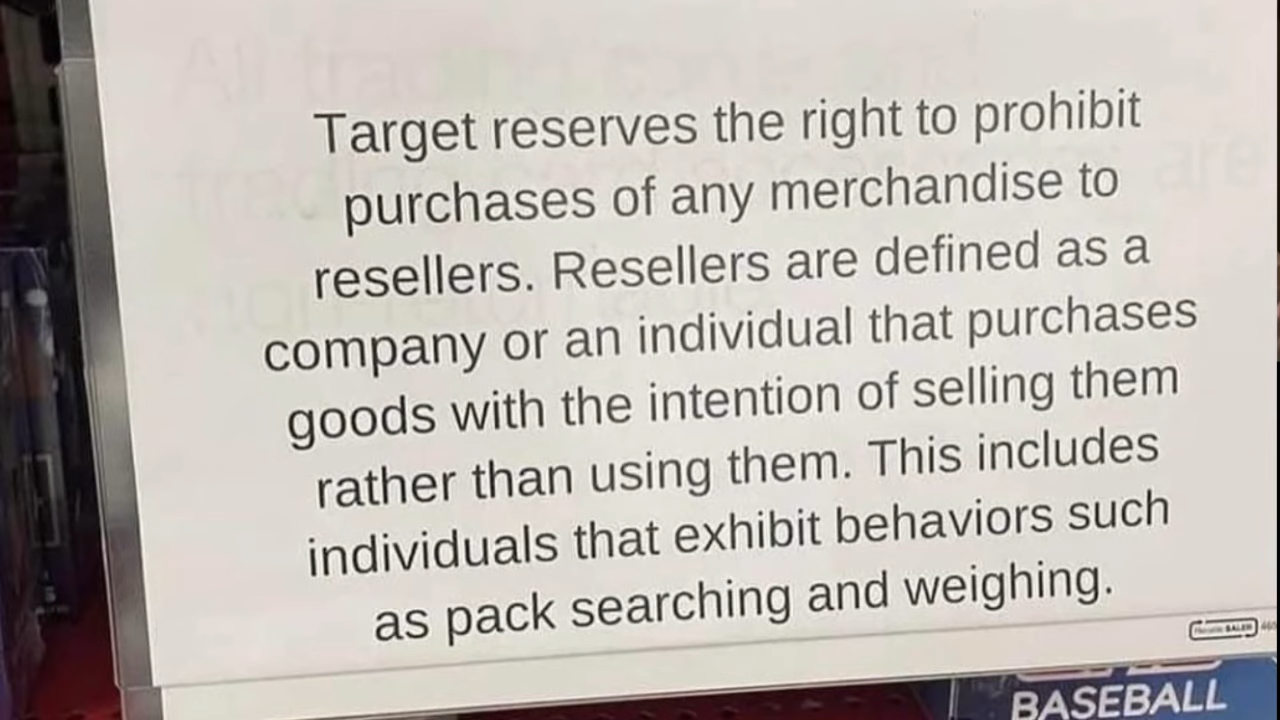 Target reserves the right to prohibit
purchases of any merchandise to
resellers. Resellers are defined as a
company or an individual that purchases
goods with the intention of selling them
rather than using them. This includes
individuals that exhibit behaviors such
as pack searching and weighing.
BASEBALL